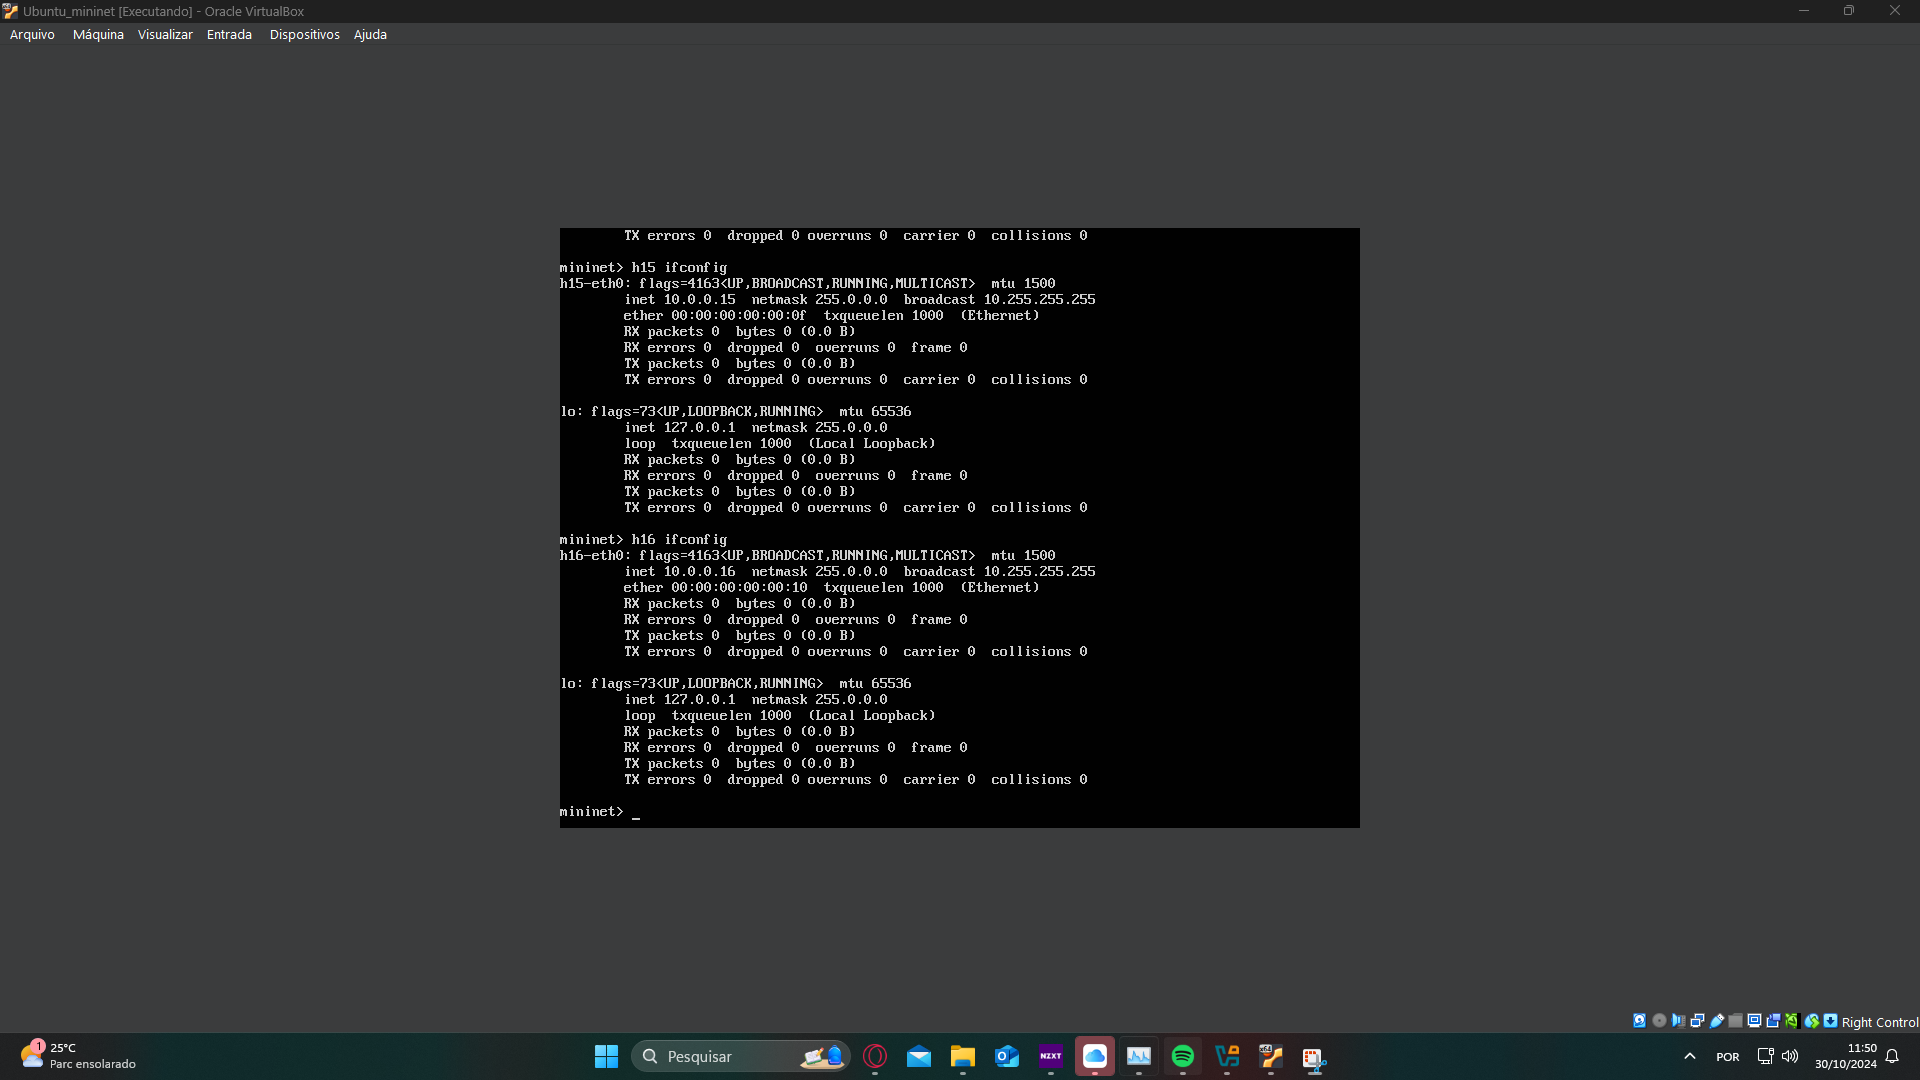 Ubuntu_mininet [Executando] - Oracle VirtualBox
Arquivo Máquina Visualizar Entrada Dispositivos Ajuda
TX errors 0 dropped 0 overruns 0 carrier 0 collisions 0
mininet> h15 ifconfig
h15-eth0: flags=4163<UP,BROADCAST,RUNNING,MULTICAST> mtu 1500
inet 10.0.0.15 netmask 255.0.0.0 broadcast 10.255.255.255
ether 00:00:00:00:00:0f txqueuelen 1000 (Ethernet)
RX packets 0 bytes 0 (0.0 B)
RX errors 0 dropped 0 overruns 0 frame 0
TX packets 0 bytes 0 (0.0 B)
TX errors 0 dropped 0 overruns 0 carrier 0 collisions 0
lo: flags=73<UP,LOOPBACK,RUNNING> mtu 65536
inet 127.0.0.1 netmask 255.0.0.0
loop txqueuelen 1000 (Local Loopback)
RX packets 0 bytes 0 (0.0 B)
RX errors 0 dropped 0 overruns 0 frame 0
TX packets 0 bytes 0 (0.0 B)
TX errors 0 dropped 0 overruns 0 carrier 0 collisions 0
mininet> h16 ifconfig
h16-eth0: flags=4163<UP,BROADCAST,RUNNING,MULTICAST> mtu 1500
inet 10.0.0.16 netmask 255.0.0.0 broadcast 10.255.255.255
ether 00:00:00:00:00:10 txqueuelen 1000 (Ethernet)
RX packets 0 bytes 0 (0.0 B)
RX errors 0 dropped 0 overruns 0 frame 0
TX packets 0 bytes 0 (0.0 B)
TX errors 0 dropped 0 overruns 0 carrier 0 collisions 0
lo: flags=73<UP,LOOPBACK,RUNNING> mtu 65536
inet 127.0.0.1 netmask 255.0.0.0
loop txqueuelen 1000 (Local Loopback)
RX packets 0 bytes 0 (0.0 B)
RX errors 0 dropped 0 overruns 0 frame 0
TX packets 0 bytes 0 (0.0 B)
TX errors 0 dropped 0 overruns 0 carrier 0 collisions 0
mininet> _
Right Control
1
25°C
Parc ensolarado
Pesquisar
NZXT
POR
11:50
30/10/2024